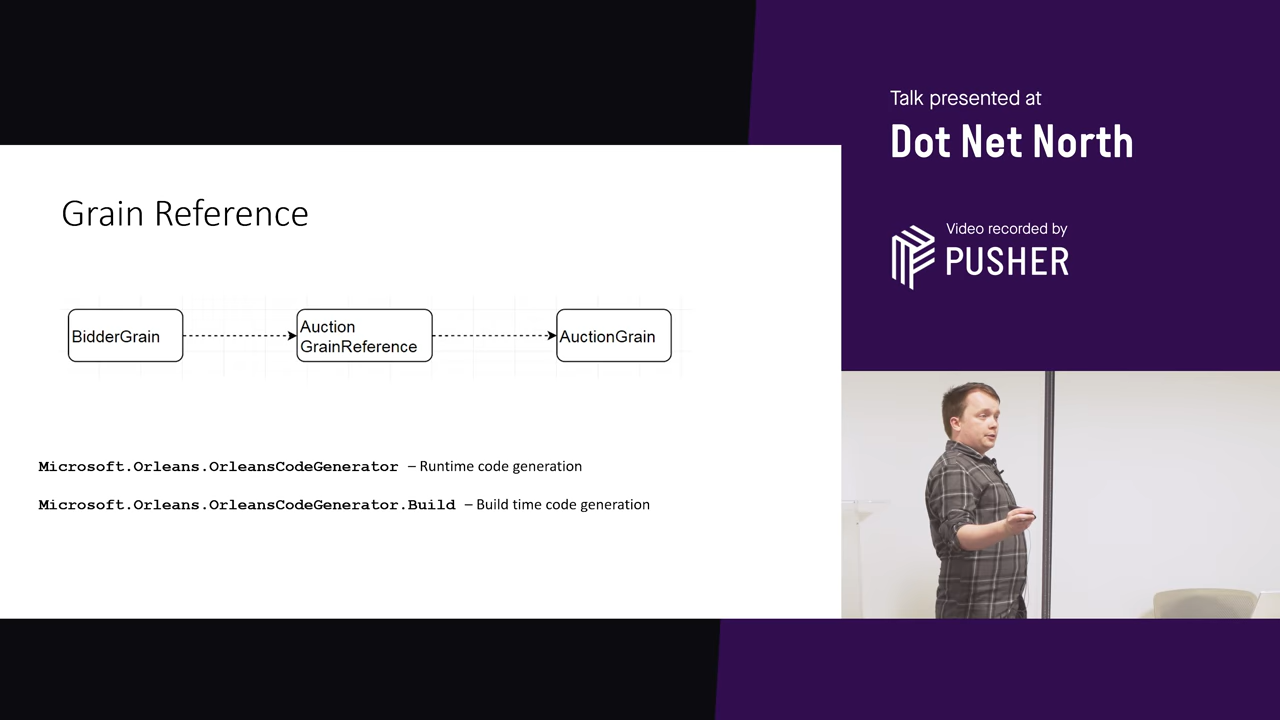 Talk presented at
Dot Net North
Video recorded by
PUSHER
Grain Reference
BidderGrain
Auction
GrainReference
AuctionGrain
Microsoft.Orleans.OrleansCodeGenerator – Runtime code generation
Microsoft.Orleans.OrleansCodeGenerator.Build – Build time code generation